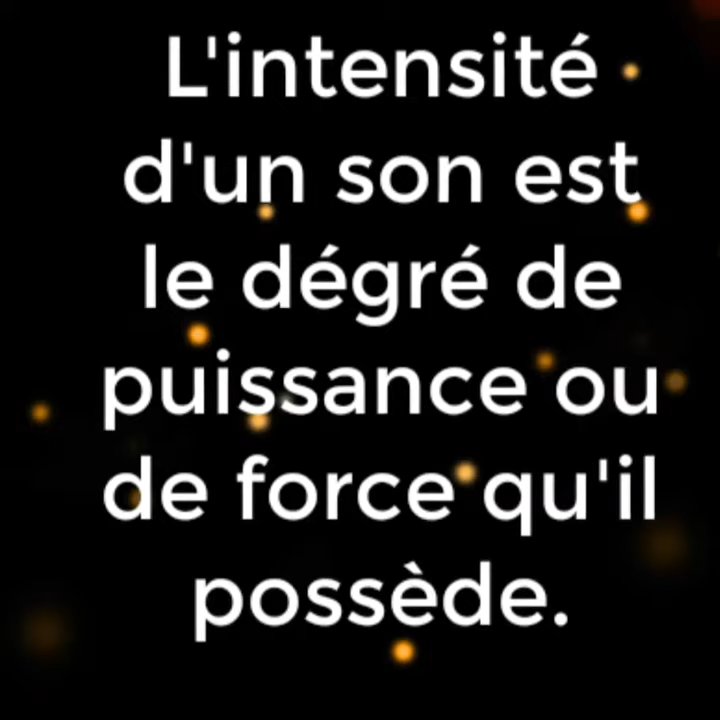 L'intensité
d'un son est
le dégré de
puissance ou
de force qu'il
possède.